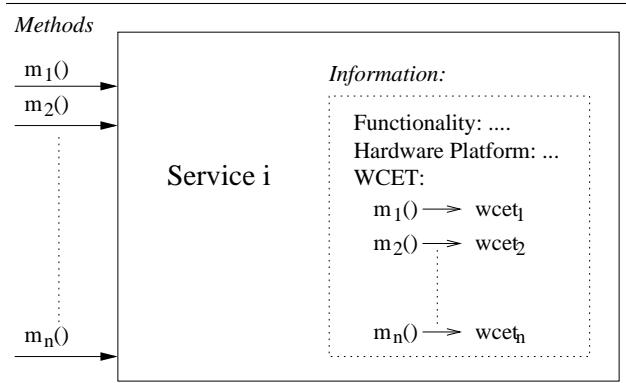 Methods
m1()
m2()
mn()
Service i
Information:
Functionality: ....
Hardware Platform: ...
WCET:
m1() wcet1
m2() wcet2
mn() wcetn